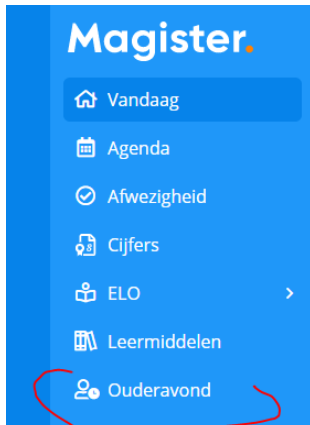 Magister.
Vandaag
Agenda
Afwezigheid
Cijfers
ELO
Leermiddelen
Ouderavond